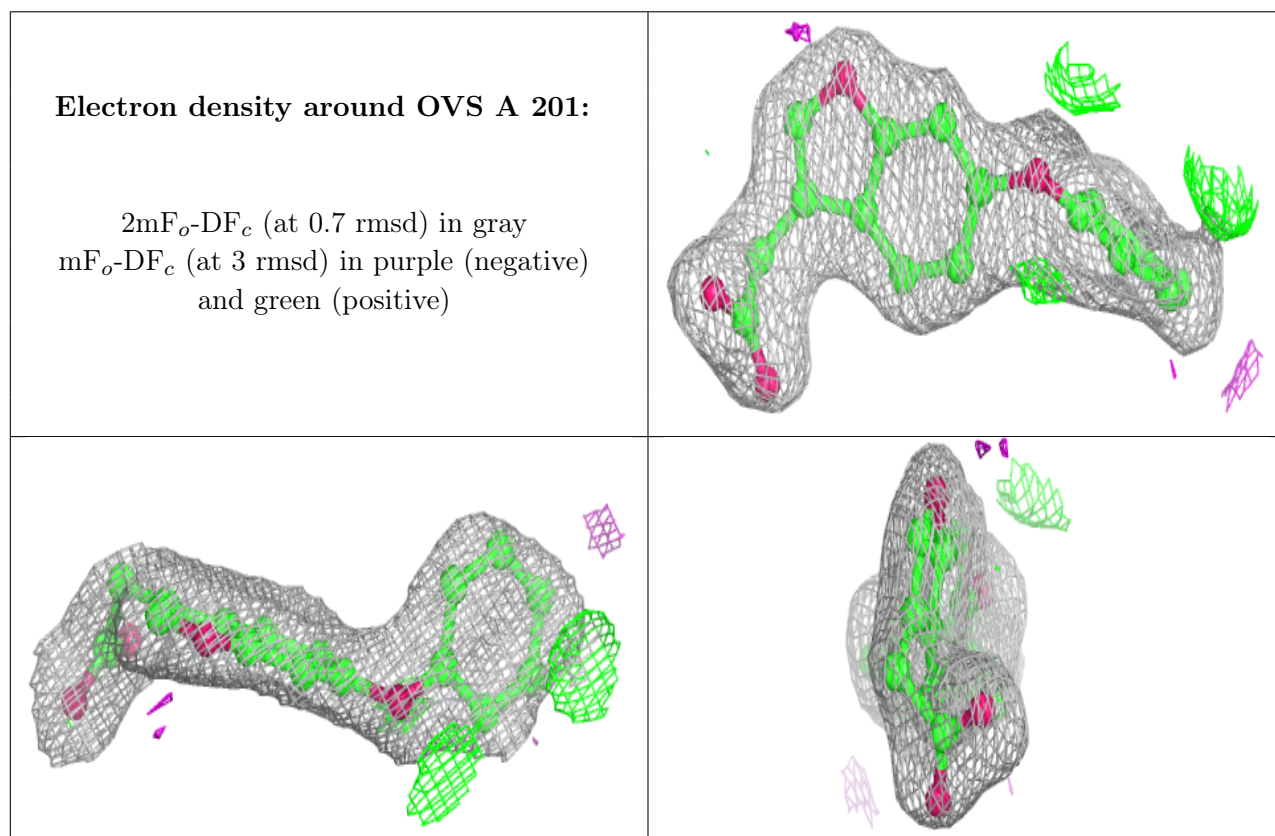 Electron density around OVS A 201:
2mFo-DFc (at 0.7 rmsd) in gray
mFo-DFc (at 3 rmsd) in purple (negative)
and green (positive)